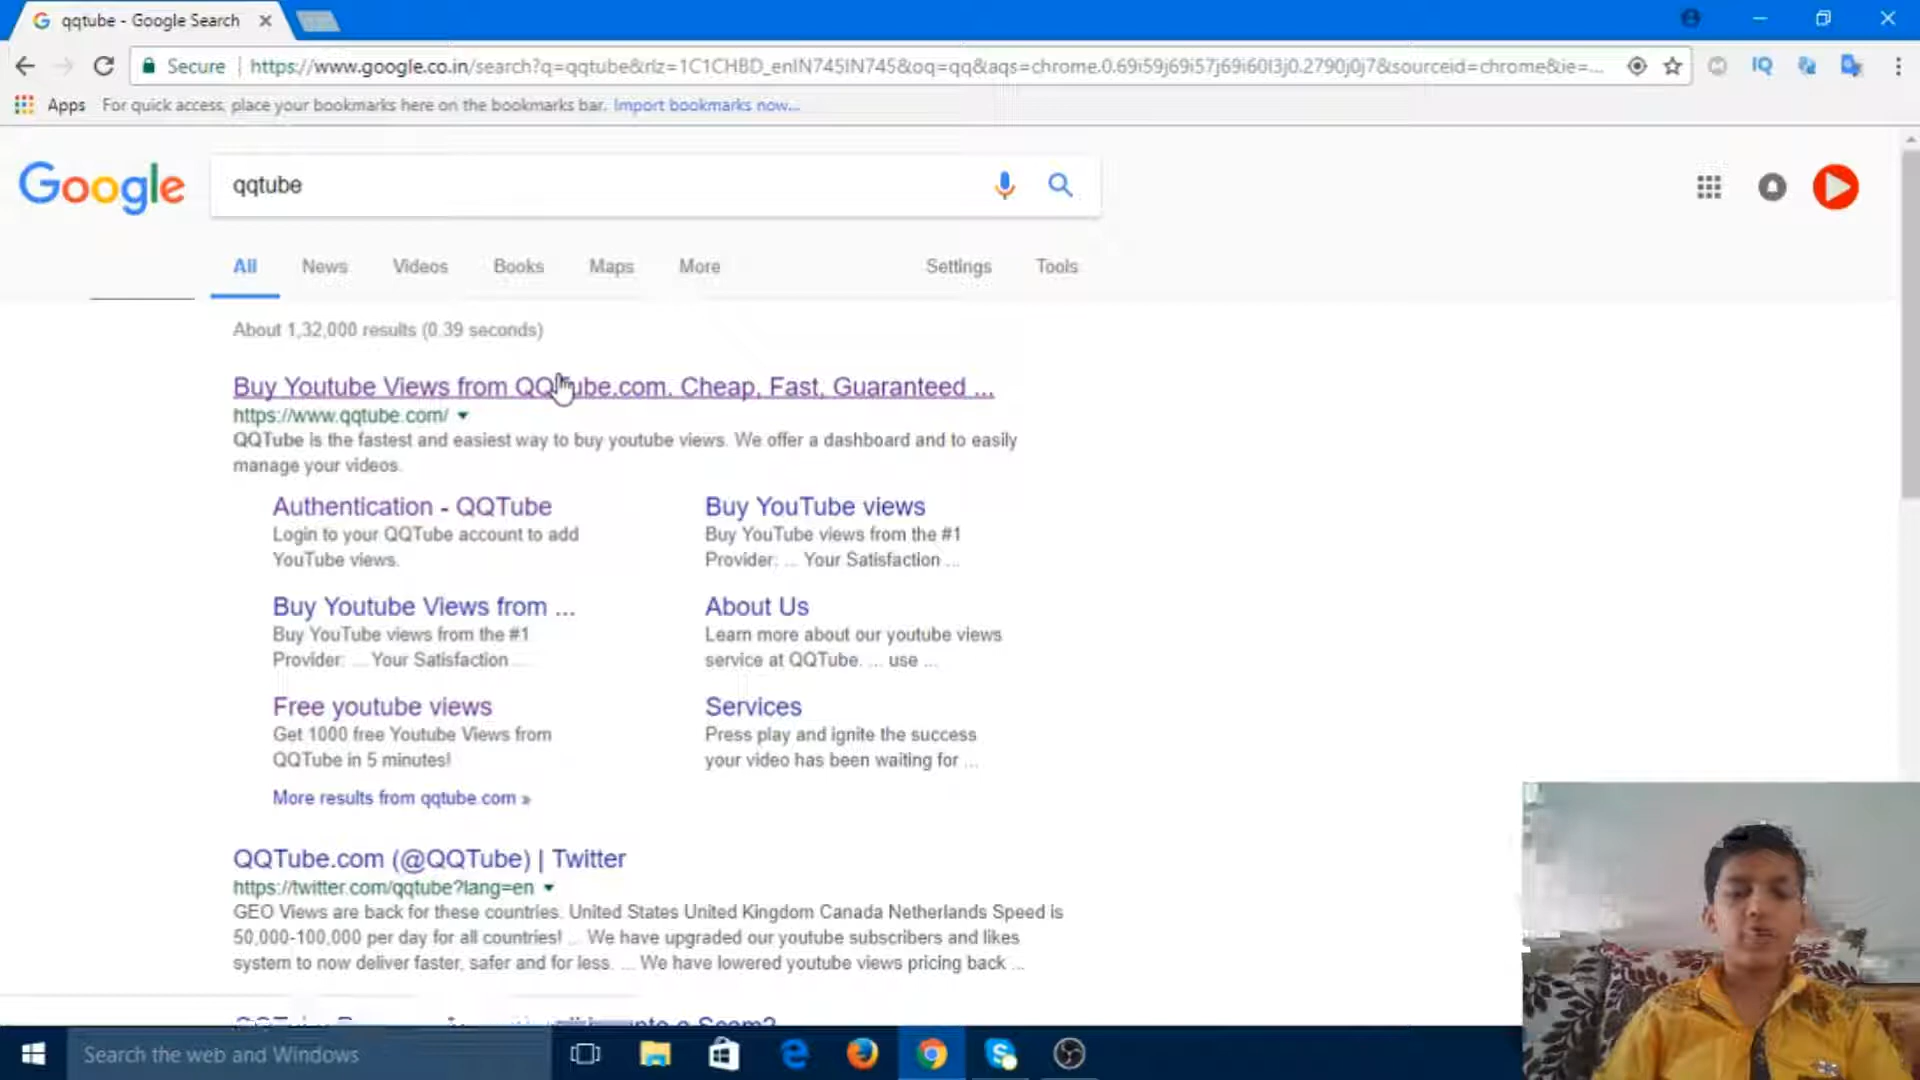 qqtube - Google Search
Secure | https://www.google.co.in/search?q=qqtube&rlz=1C1CHBD_enIN745IN745&oq=qq&aqs=chrome.0.69i59j69i57j69i60l3j0.2790j0j7&sourceid=chrome&ie=...
IQ
Apps For quick access, place your bookmarks here on the bookmarks bar. Import bookmarks now...
Google
qqtube
All News Videos Books Maps More Settings Tools
About 1,32,000 results (0.39 seconds)
Buy Youtube Views from QQTube.com. Cheap, Fast, Guaranteed ...
https://www.qqtube.com/
QQTube is the fastest and easiest way to buy youtube views. We offer a dashboard and to easily
manage your videos.
Authentication - QQTube
Login to your QQTube account to add
YouTube views.
Buy YouTube views
Buy YouTube views from the #1
Provider: ... Your Satisfaction ...
Buy Youtube Views from ...
Buy YouTube views from the #1
Provider: ... Your Satisfaction ...
About Us
Learn more about our youtube views
service at QQTube. ... use ...
Free youtube views
Get 1000 free Youtube Views from
QQTube in 5 minutes!
Services
Press play and ignite the success
your video has been waiting for ...
More results from qqtube.com »
QQTube.com (@QQTube) | Twitter
https://twitter.com/qqtube?lang=en
GEO Views are back for these countries. United States United Kingdom Canada Netherlands Speed is
50,000-100,000 per day for all countries! ... We have upgraded our youtube subscribers and likes
system to now deliver faster, safer and for less. ... We have lowered youtube views pricing back ...
Search the web and Windows